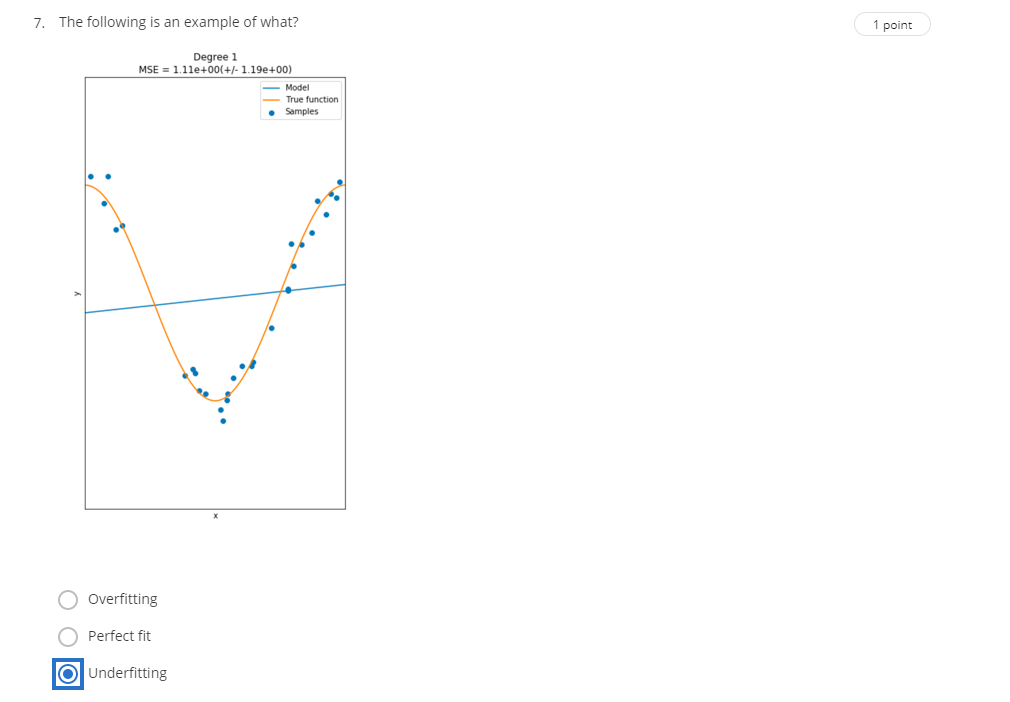 7. The following is an example of what?
1 point
Degree 1
MSE = 1.11e+00(+/- 1.19e+00)
Model
True function
Samples
y
x
Overfitting
Perfect fit
Underfitting